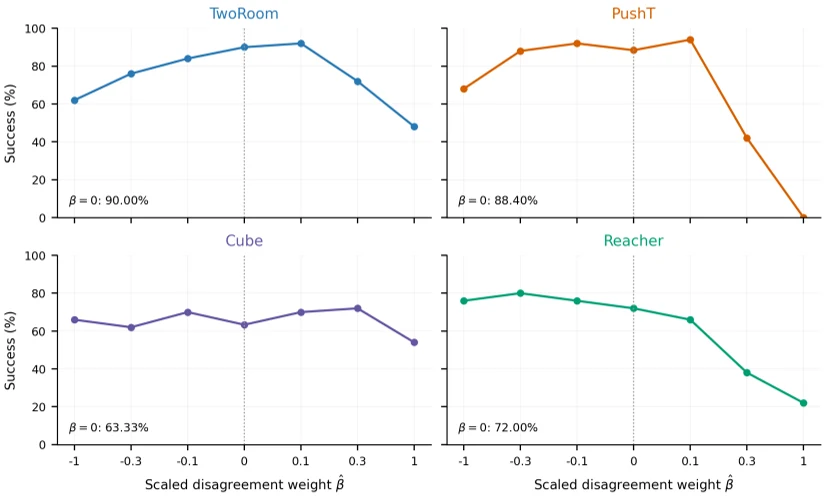 TwoRoom
PushT
100
80
60
40
20
0
Success (%)
β = 0: 90.00%
β = 0: 88.40%
Cube
Reacher
100
80
60
40
20
0
Success (%)
β = 0: 63.33%
β = 0: 72.00%
-1 -0.3 -0.1 0 0.1 0.3 1
-1 -0.3 -0.1 0 0.1 0.3 1
Scaled disagreement weight β̂
Scaled disagreement weight β̂